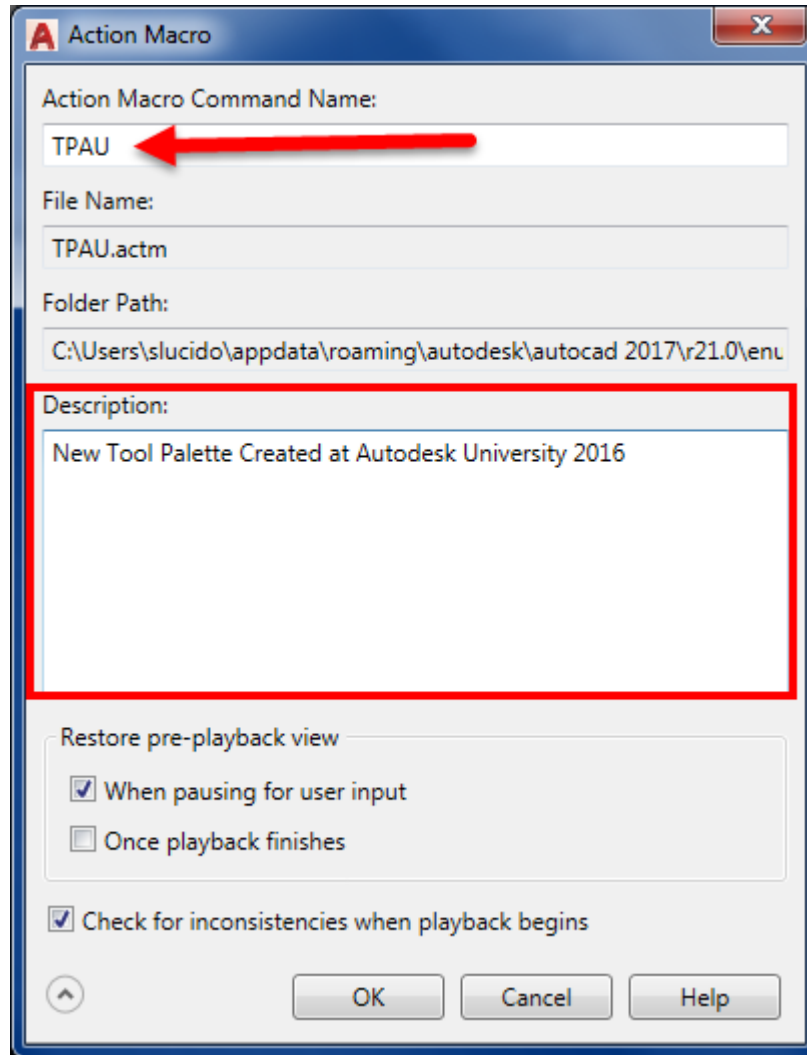 Action Macro
Action Macro Command Name:
TPAU
File Name:
TPAU.actm
Folder Path:
C:\Users\slucido\appdata\roaming\autodesk\autocad 2017\r21.0\enu
Description:
New Tool Palette Created at Autodesk University 2016
Restore pre-playback view
When pausing for user input
Once playback finishes
Check for inconsistencies when playback begins
OK Cancel Help